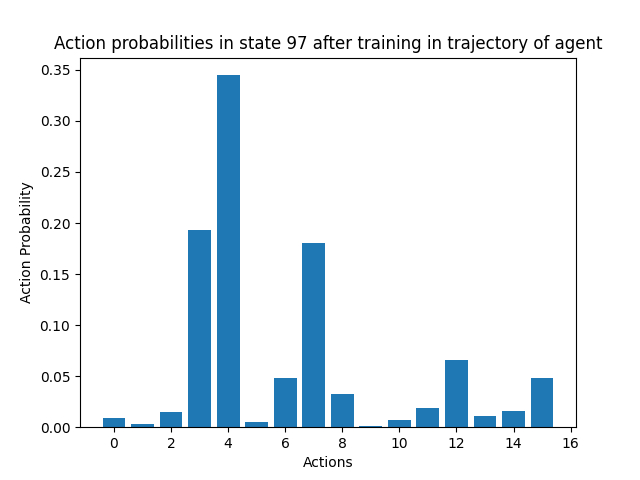 Action probabilities in state 97 after training in trajectory of agent
0.35
0.30
0.25
0.20
0.15
0.10
0.05
0.00
Action Probability
0 2 4 6 8 10 12 14 16
Actions